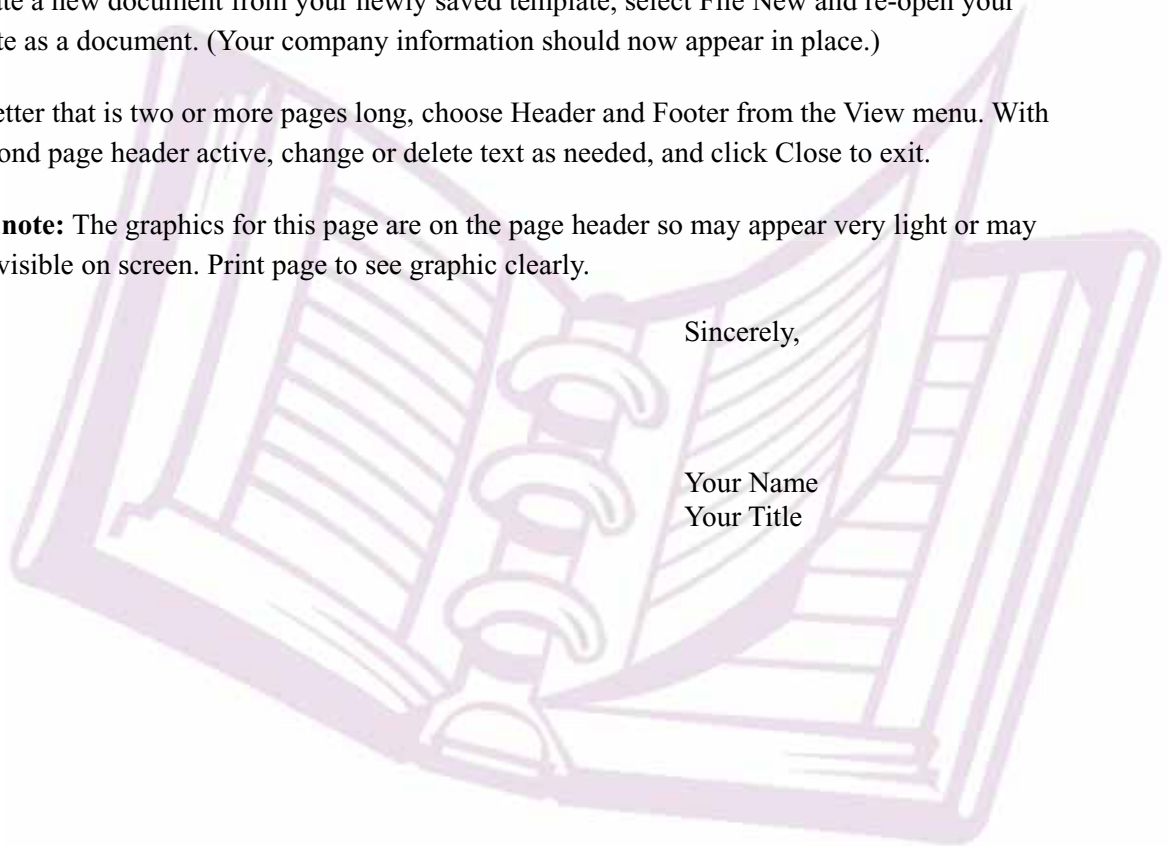 te a new document from your newly saved template, select File New and re-open your
te as a document. (Your company information should now appear in place.)
etter that is two or more pages long, choose Header and Footer from the View menu. With
ond page header active, change or delete text as needed, and click Close to exit.
note: The graphics for this page are on the page header so may appear very light or may
visible on screen. Print page to see graphic clearly.
Sincerely,
Your Name
Your Title